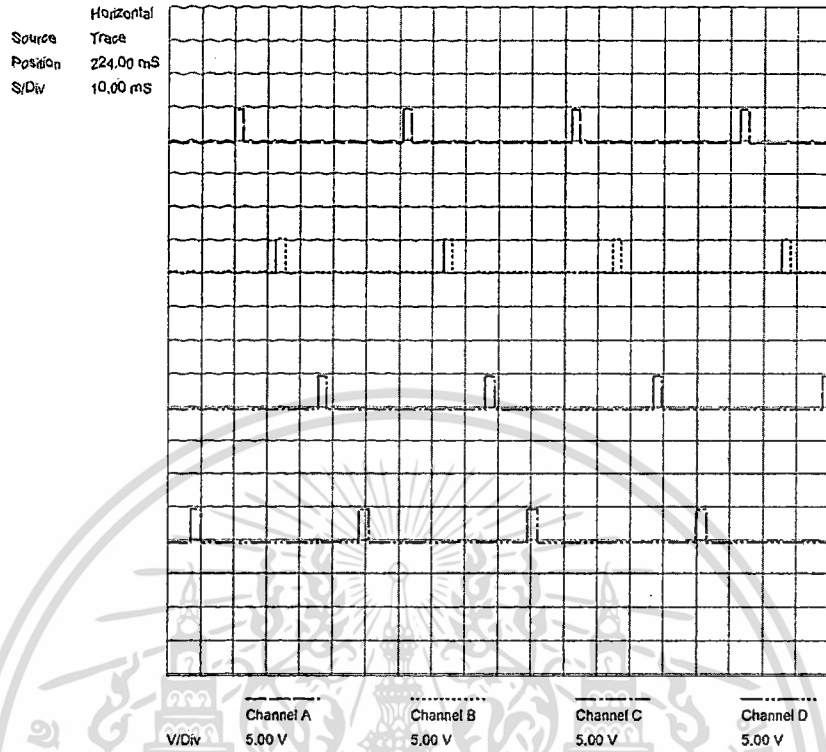 Horizontal
Source Trace
Position 224.00 mS
S/Div 10.00 mS
Channel A Channel B Channel C Channel D
V/Div 5.00 V 5.00 V 5.00 V 5.00 V